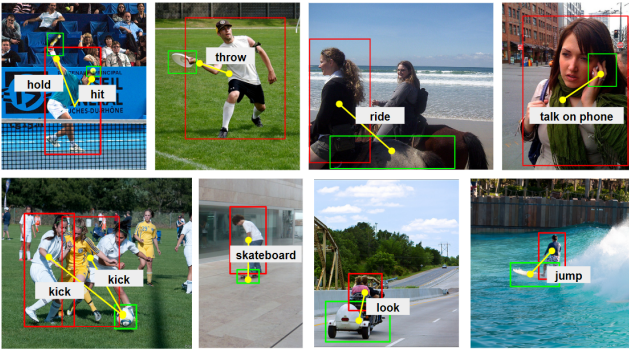 hold
hit
throw
ride
talk on phone
kick
kick
skateboard
look
jump